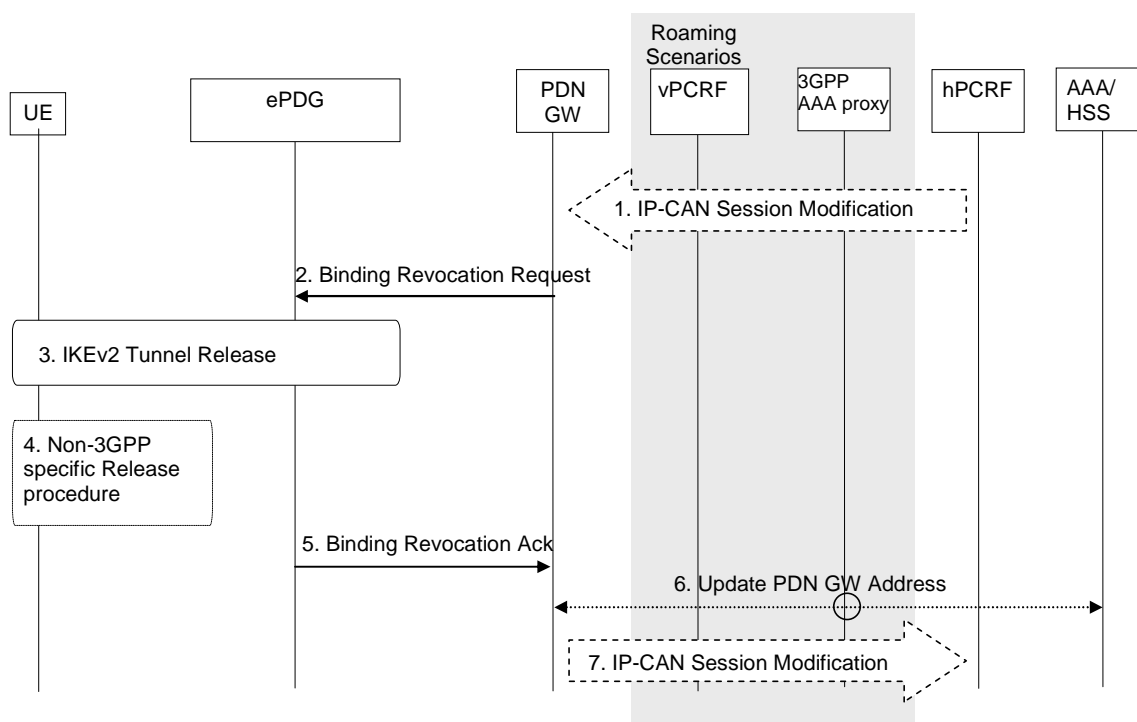 Roaming
Scenarios
UE
ePDG
PDN
GW
vPCRF
3GPP
AAA proxy
hPCRF
AAA/
HSS
1. IP-CAN Session Modification
2. Binding Revocation Request
3. IKEv2 Tunnel Release
4. Non-3GPP
specific Release
procedure
5. Binding Revocation Ack
6. Update PDN GW Address
7. IP-CAN Session Modification